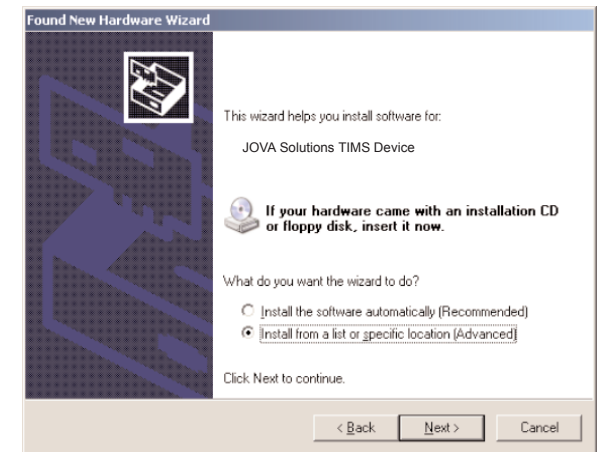 Found New Hardware Wizard
This wizard helps you install software for:
JOVA Solutions TIMS Device
If your hardware came with an installation CD
or floppy disk, insert it now.
What do you want the wizard to do?
Install the software automatically (Recommended)
Install from a list or specific location (Advanced)
Click Next to continue.
< Back Next > Cancel